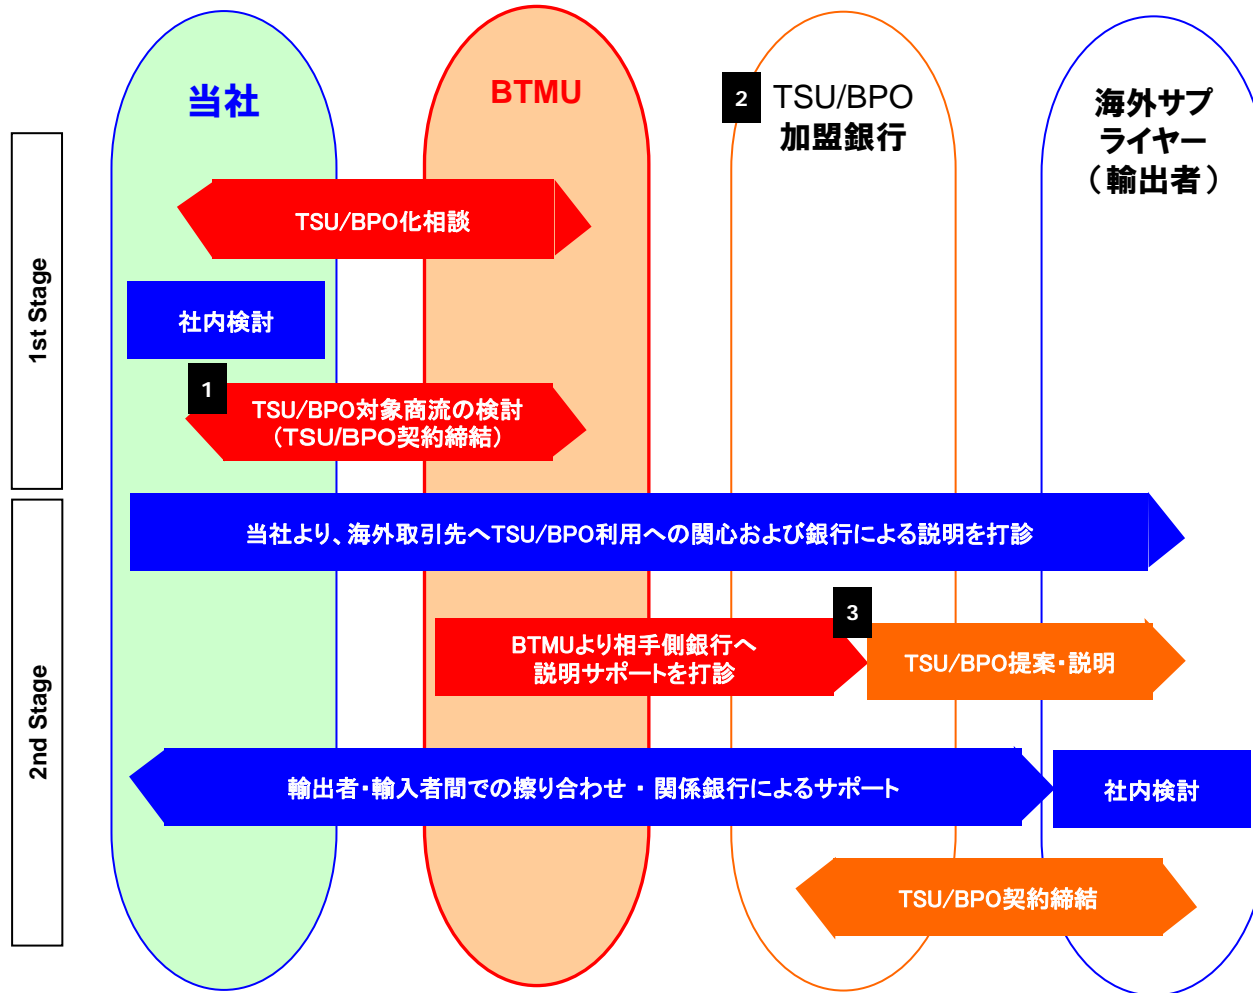 当社
BTMU
2
TSU/BPO
加盟銀行
海外サプ
ライヤー
（輸出者）
1st Stage
TSU/BPO化相談
社内検討
1
TSU/BPO対象商流の検討
（TSU/BPO契約締結）
2nd Stage
当社より、海外取引先へTSU/BPO利用への関心および銀行による説明を打診
BTMUより相手側銀行へ
説明サポートを打診
3
TSU/BPO提案・説明
輸出者・輸入者間での擦り合わせ ・ 関係銀行によるサポート
社内検討
TSU/BPO契約締結